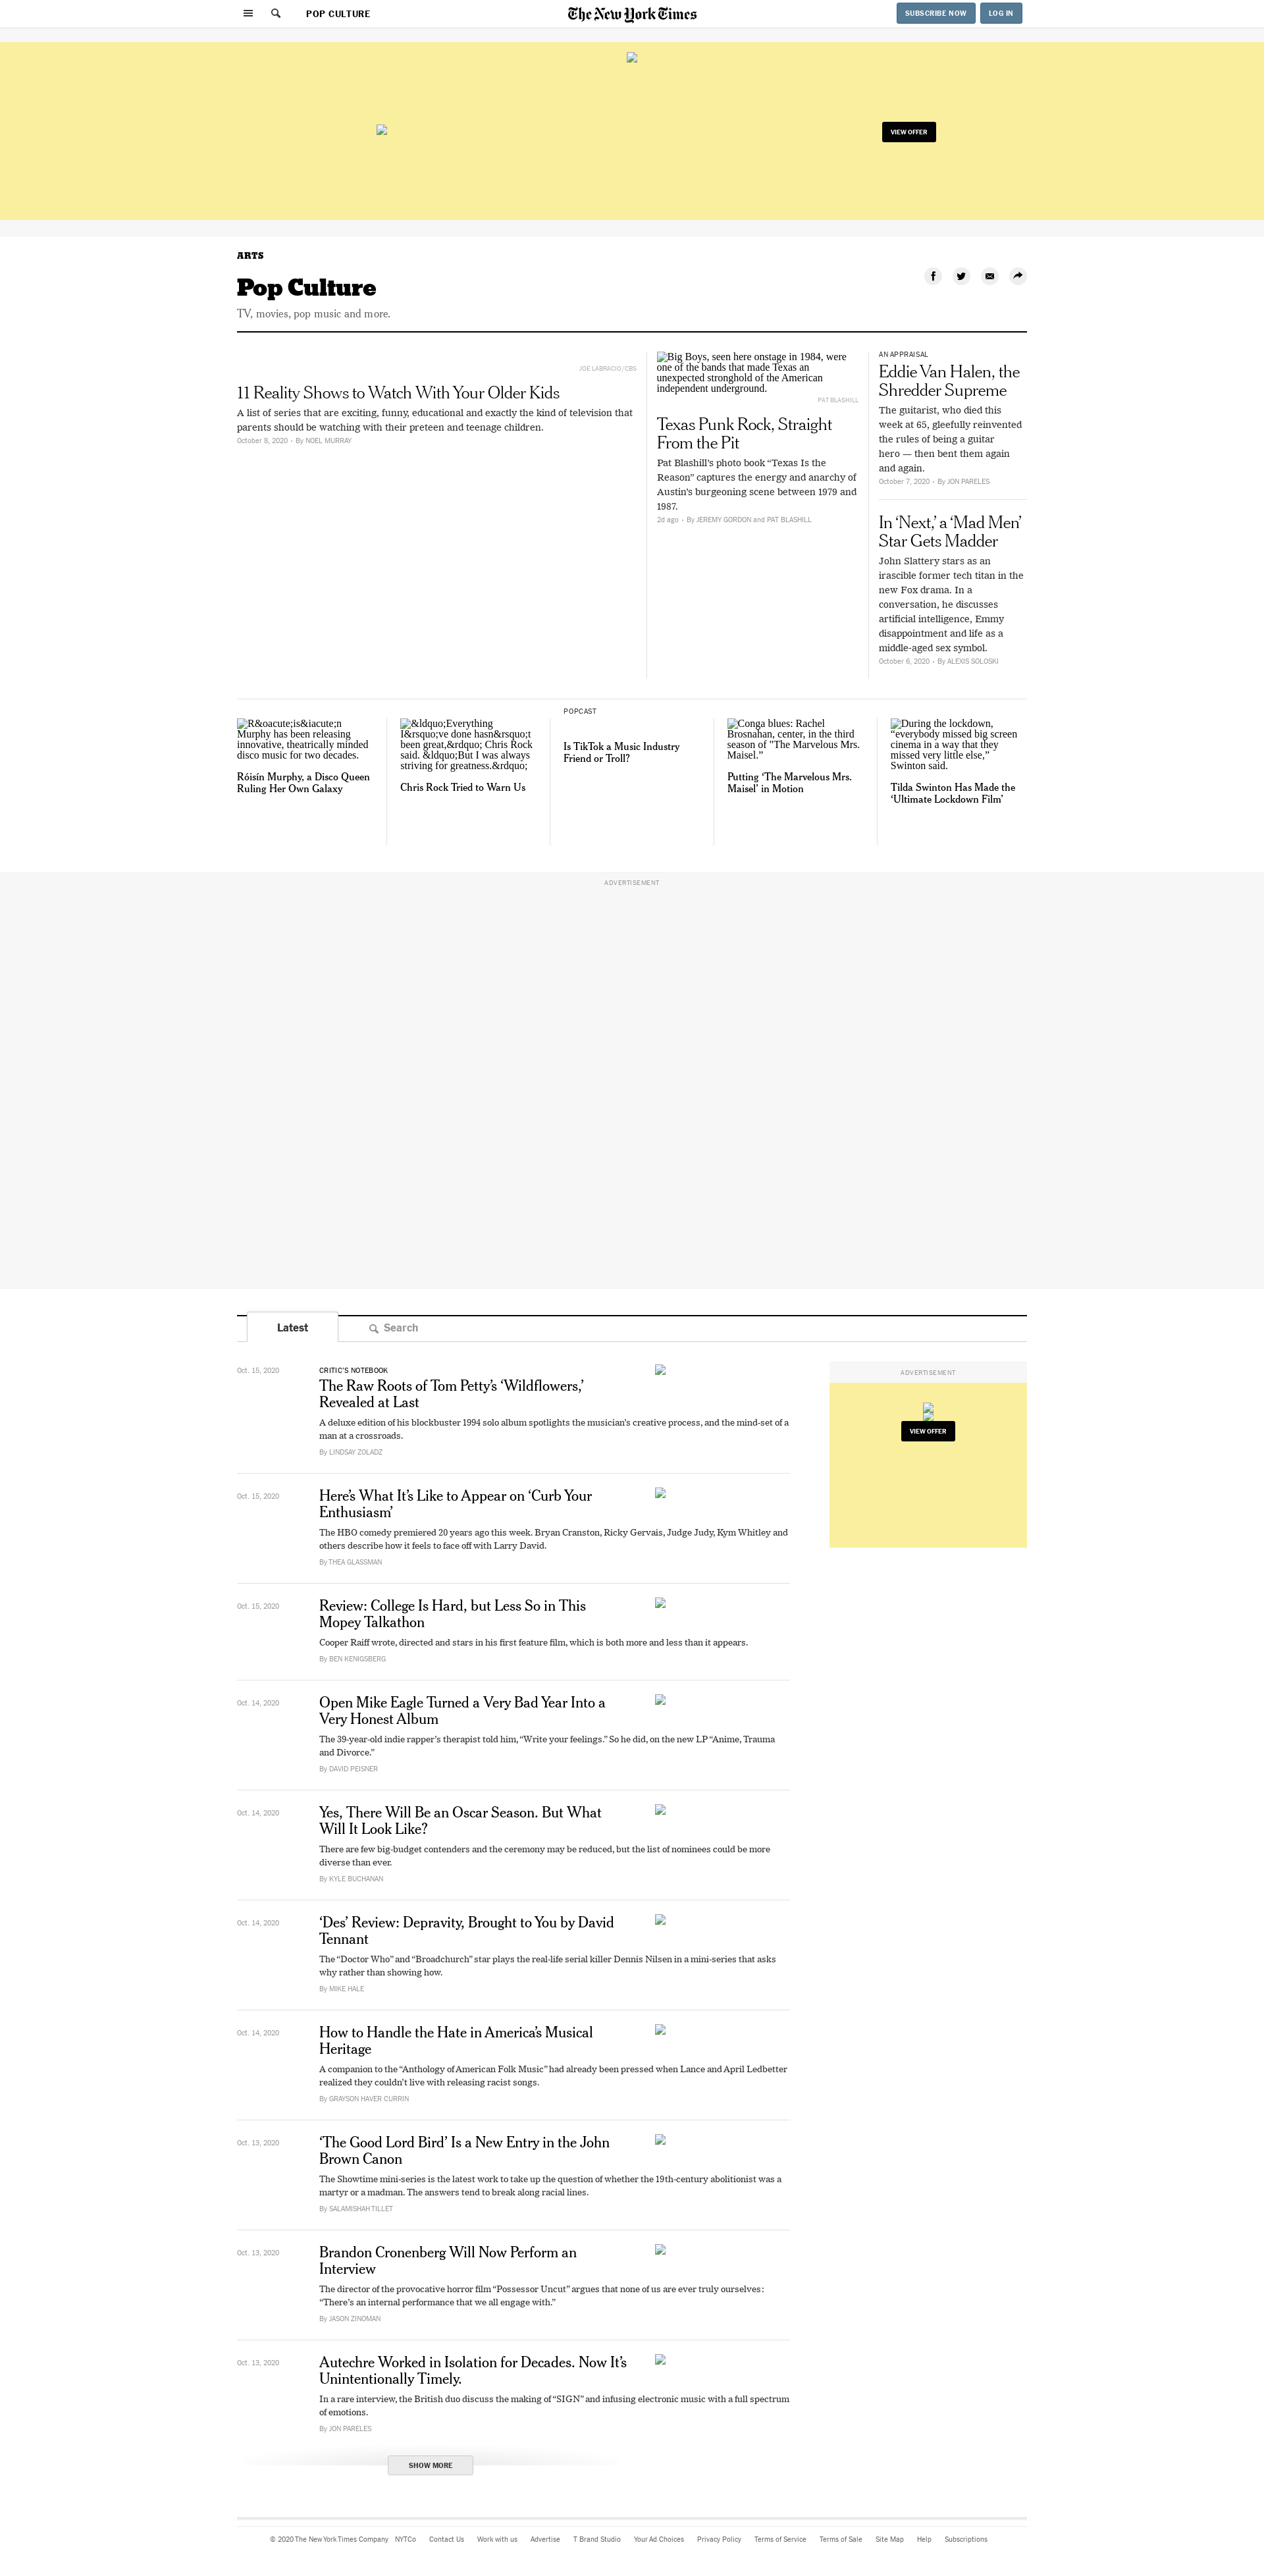 POP CULTURE
The New York Times
SUBSCRIBE NOW
LOG IN
VIEW OFFER
ARTS
Pop Culture
TV, movies, pop music and more.
JOE LABRACIO/CBS
11 Reality Shows to Watch With Your Older Kids
A list of series that are exciting, funny, educational and exactly the kind of television that
parents should be watching with their preteen and teenage children.
October 8, 2020 • By NOEL MURRAY
Big Boys, seen here onstage in 1984, were
one of the bands that made Texas an
unexpected stronghold of the American
independent underground.
PAT BLASHILL
Texas Punk Rock, Straight
From the Pit
Pat Blashill’s photo book “Texas Is the
Reason” captures the energy and anarchy of
Austin’s burgeoning scene between 1979 and
1987.
2d ago • By JEREMY GORDON and PAT BLASHILL
AN APPRAISAL
Eddie Van Halen, the
Shredder Supreme
The guitarist, who died this
week at 65, gleefully reinvented
the rules of being a guitar
hero — then bent them again
and again.
October 7, 2020 • By JON PARELES
In ‘Next,’ a ‘Mad Men’
Star Gets Madder
John Slattery stars as an
irascible former tech titan in the
new Fox drama. In a
conversation, he discusses
artificial intelligence, Emmy
disappointment and life as a
middle-aged sex symbol.
October 6, 2020 • By ALEXIS SOLOSKI
R&oacute;is&iacute;n
Murphy has been releasing
innovative, theatrically minded
disco music for two decades.
Róisín Murphy, a Disco Queen
Ruling Her Own Galaxy
&ldquo;Everything
I&rsquo;ve done hasn&rsquo;t
been great,&rdquo; Chris Rock
said. &ldquo;But I was always
striving for greatness.&rdquo;
Chris Rock Tried to Warn Us
POPCAST
Is TikTok a Music Industry
Friend or Troll?
Conga blues: Rachel
Brosnahan, center, in the third
season of "The Marvelous Mrs.
Maisel.”
Putting ‘The Marvelous Mrs.
Maisel’ in Motion
During the lockdown,
“everybody missed big screen
cinema in a way that they
missed very little else,”
Swinton said.
Tilda Swinton Has Made the
‘Ultimate Lockdown Film’
ADVERTISEMENT
Latest
Search
Oct. 15, 2020
CRITIC’S NOTEBOOK
The Raw Roots of Tom Petty’s ‘Wildflowers,’
Revealed at Last
A deluxe edition of his blockbuster 1994 solo album spotlights the musician’s creative process, and the mind-set of a
man at a crossroads.
By LINDSAY ZOLADZ
ADVERTISEMENT
VIEW OFFER
Oct. 15, 2020
Here’s What It’s Like to Appear on ‘Curb Your
Enthusiasm’
The HBO comedy premiered 20 years ago this week. Bryan Cranston, Ricky Gervais, Judge Judy, Kym Whitley and
others describe how it feels to face off with Larry David.
By THEA GLASSMAN
Oct. 15, 2020
Review: College Is Hard, but Less So in This
Mopey Talkathon
Cooper Raiff wrote, directed and stars in his first feature film, which is both more and less than it appears.
By BEN KENIGSBERG
Oct. 14, 2020
Open Mike Eagle Turned a Very Bad Year Into a
Very Honest Album
The 39-year-old indie rapper’s therapist told him, “Write your feelings.” So he did, on the new LP “Anime, Trauma
and Divorce.”
By DAVID PEISNER
Oct. 14, 2020
Yes, There Will Be an Oscar Season. But What
Will It Look Like?
There are few big-budget contenders and the ceremony may be reduced, but the list of nominees could be more
diverse than ever.
By KYLE BUCHANAN
Oct. 14, 2020
‘Des’ Review: Depravity, Brought to You by David
Tennant
The “Doctor Who” and “Broadchurch” star plays the real-life serial killer Dennis Nilsen in a mini-series that asks
why rather than showing how.
By MIKE HALE
Oct. 14, 2020
How to Handle the Hate in America’s Musical
Heritage
A companion to the “Anthology of American Folk Music” had already been pressed when Lance and April Ledbetter
realized they couldn’t live with releasing racist songs.
By GRAYSON HAVER CURRIN
Oct. 13, 2020
‘The Good Lord Bird’ Is a New Entry in the John
Brown Canon
The Showtime mini-series is the latest work to take up the question of whether the 19th-century abolitionist was a
martyr or a madman. The answers tend to break along racial lines.
By SALAMISHAH TILLET
Oct. 13, 2020
Brandon Cronenberg Will Now Perform an
Interview
The director of the provocative horror film “Possessor Uncut” argues that none of us are ever truly ourselves:
“There’s an internal performance that we all engage with.”
By JASON ZINOMAN
Oct. 13, 2020
Autechre Worked in Isolation for Decades. Now It’s
Unintentionally Timely.
In a rare interview, the British duo discuss the making of “SIGN” and infusing electronic music with a full spectrum
of emotions.
By JON PARELES
SHOW MORE
© 2020 The New York Times Company NYTCo Contact Us Work with us Advertise T Brand Studio Your Ad Choices Privacy Policy Terms of Service Terms of Sale Site Map Help Subscriptions